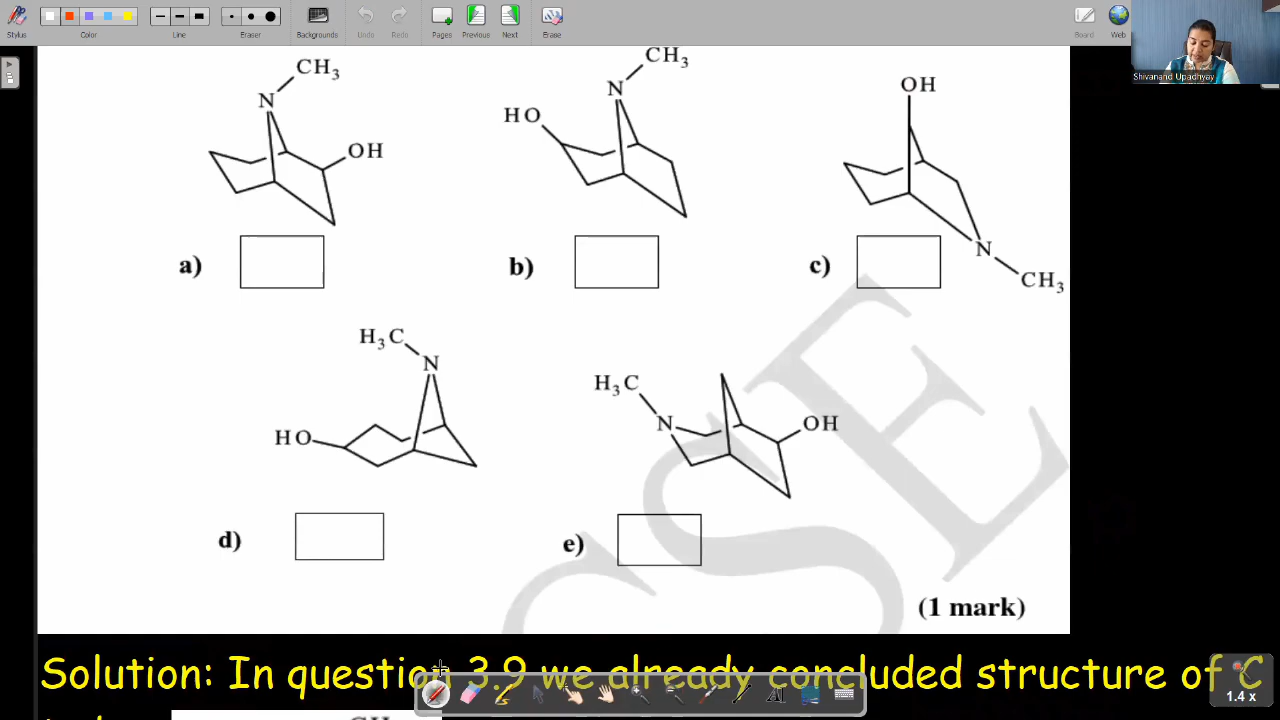 Stylus Color Line Eraser Backgrounds Undo Redo Pages Previous Next Erase Board Web
Shivanand Upadhyay
CH3
N
OH
CH3
N
HO
OH
N
CH3
a)
b)
c)
H3C
N
HO
H3C
N
OH
d)
e)
CSE
(1 mark)
Solution: In question 3.9 we already concluded structure of C
1.4 x